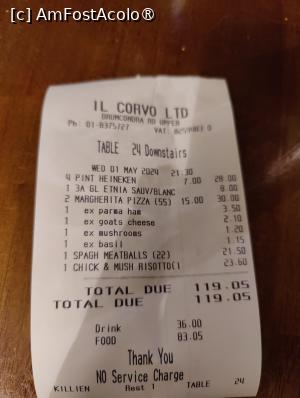 [c] AmFostAcolo®
IL CORVO LTD
DRUMCONDRA RD UPPER
Ph: 01-8375727
VAT:
TABLE 24 Downstairs
WED 01 MAY 2024 21:30
4 PINT HEINEKEN 7.00 28.00
1 3A GL ETNIA SAUV/BLANC 8.00
2 MARGHERITA PIZZA (55) 15.00 30.00
1 ex parma ham 3.50
1 ex goats cheese 2.10
1 ex mushrooms 1.20
1 ex basil 1.15
1 SPAGH MEATBALLS (22) 21.50
1 CHICK & MUSH RISOTTO(1 23.60
TOTAL DUE 119.05
TOTAL DUE 119.05
Drink 36.00
FOOD 83.05
Thank You
NO Service Charge
KILLIEN Rest 1 TABLE 24